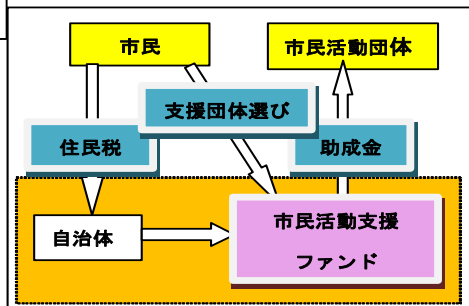 市民
市民活動団体
支援団体選び
住民税
助成金
自治体
市民活動支援
ファンド